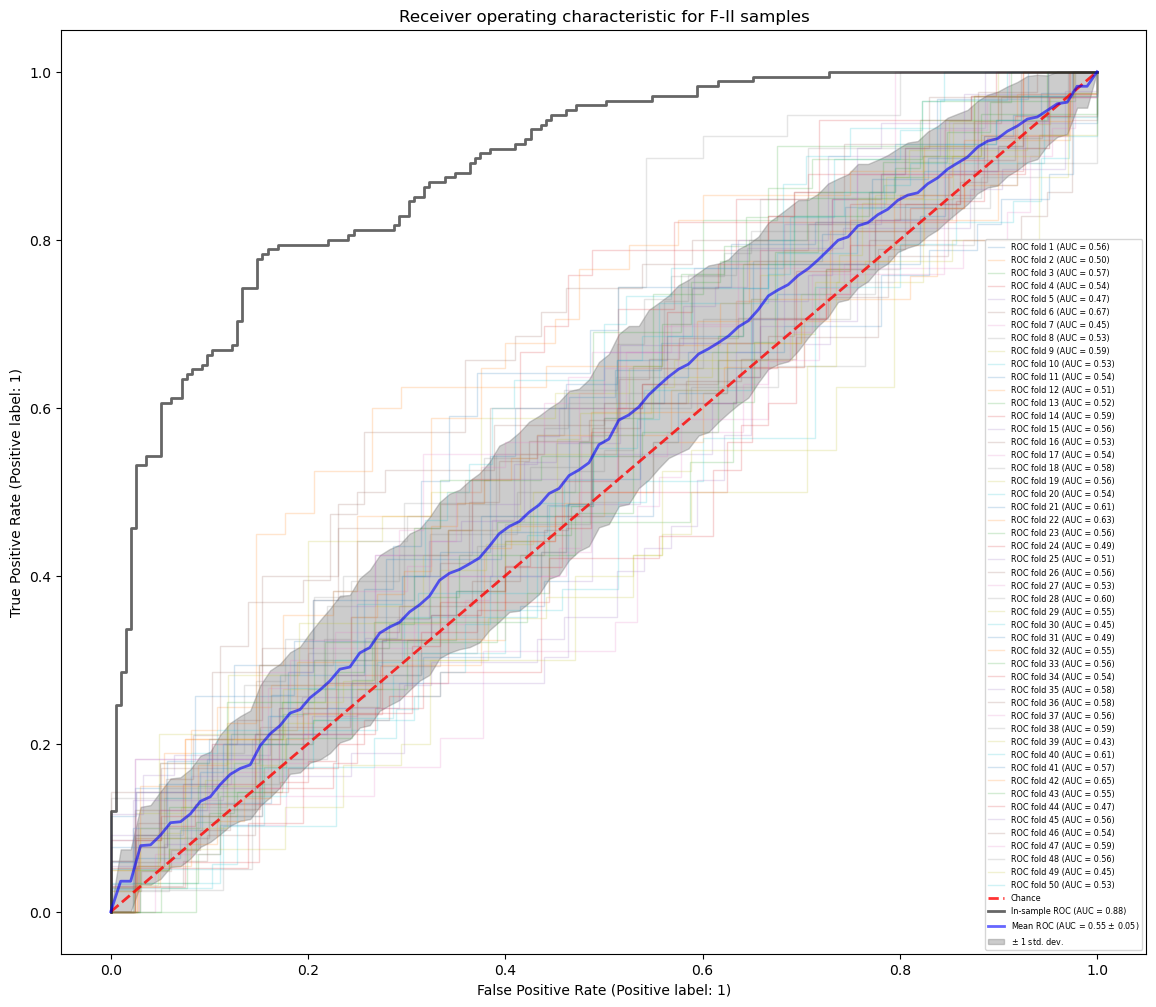 Receiver operating characteristic for F-II samples
True Positive Rate (Positive label: 1)
1.0
0.8
0.6
0.4
0.2
0.0
0.0
0.2
0.4
0.6
0.8
1.0
False Positive Rate (Positive label: 1)
ROC fold 1 (AUC = 0.56)
ROC fold 2 (AUC = 0.50)
ROC fold 3 (AUC = 0.57)
ROC fold 4 (AUC = 0.54)
ROC fold 5 (AUC = 0.47)
ROC fold 6 (AUC = 0.67)
ROC fold 7 (AUC = 0.45)
ROC fold 8 (AUC = 0.53)
ROC fold 9 (AUC = 0.59)
ROC fold 10 (AUC = 0.53)
ROC fold 11 (AUC = 0.54)
ROC fold 12 (AUC = 0.51)
ROC fold 13 (AUC = 0.52)
ROC fold 14 (AUC = 0.59)
ROC fold 15 (AUC = 0.56)
ROC fold 16 (AUC = 0.53)
ROC fold 17 (AUC = 0.54)
ROC fold 18 (AUC = 0.58)
ROC fold 19 (AUC = 0.56)
ROC fold 20 (AUC = 0.54)
ROC fold 21 (AUC = 0.61)
ROC fold 22 (AUC = 0.63)
ROC fold 23 (AUC = 0.56)
ROC fold 24 (AUC = 0.49)
ROC fold 25 (AUC = 0.51)
ROC fold 26 (AUC = 0.56)
ROC fold 27 (AUC = 0.53)
ROC fold 28 (AUC = 0.60)
ROC fold 29 (AUC = 0.55)
ROC fold 30 (AUC = 0.45)
ROC fold 31 (AUC = 0.49)
ROC fold 32 (AUC = 0.55)
ROC fold 33 (AUC = 0.56)
ROC fold 34 (AUC = 0.54)
ROC fold 35 (AUC = 0.58)
ROC fold 36 (AUC = 0.58)
ROC fold 37 (AUC = 0.56)
ROC fold 38 (AUC = 0.59)
ROC fold 39 (AUC = 0.43)
ROC fold 40 (AUC = 0.61)
ROC fold 41 (AUC = 0.57)
ROC fold 42 (AUC = 0.65)
ROC fold 43 (AUC = 0.55)
ROC fold 44 (AUC = 0.47)
ROC fold 45 (AUC = 0.56)
ROC fold 46 (AUC = 0.54)
ROC fold 47 (AUC = 0.59)
ROC fold 48 (AUC = 0.56)
ROC fold 49 (AUC = 0.45)
ROC fold 50 (AUC = 0.53)
Chance
In-sample ROC (AUC = 0.88)
Mean ROC (AUC = 0.55 ± 0.05)
± 1 std. dev.